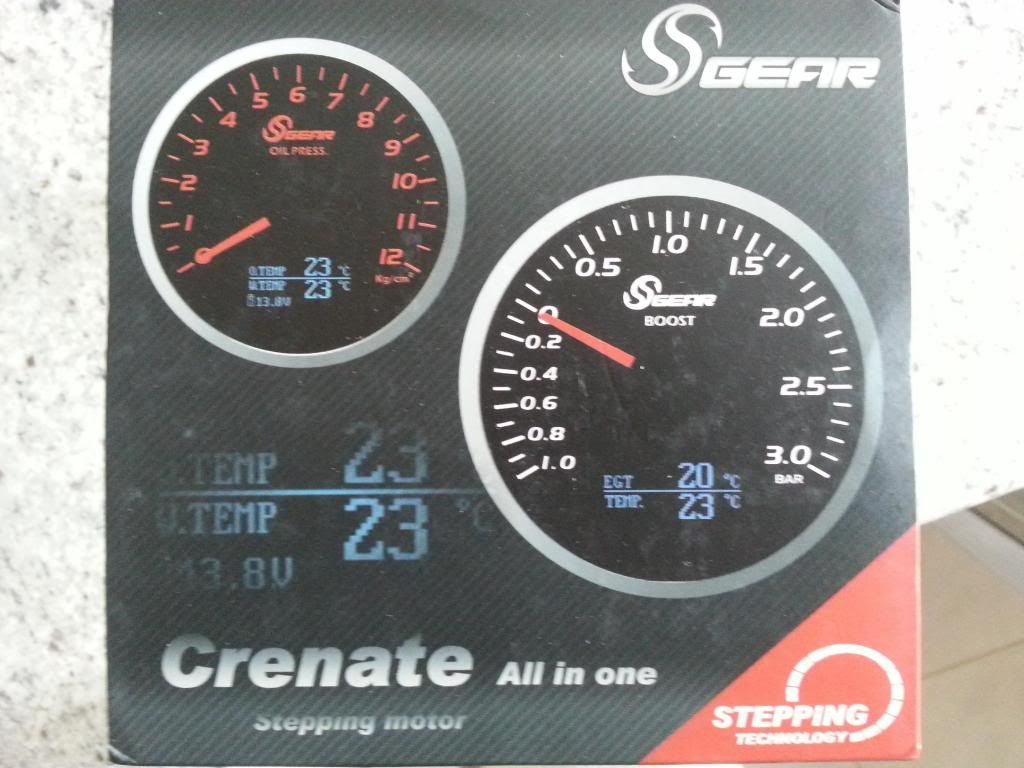 SGEAR
5 6 7
4 8
3 9
2 10
1 11
12
SGEAR
OIL PRESS.
Kg/cm²
O.TEMP 23 °C
W.TEMP 23 °C
13.8V
1.0
0.5 1.5
0 2.0
0.2
0.4 2.5
0.6
0.8
1.0 3.0
BAR
SGEAR
BOOST
EGT 20 °C
TEMP. 23 °C
.TEMP 23
W.TEMP 23 °C
13.8V
Crenate All in one
Stepping motor
STEPPING
TECHNOLOGY